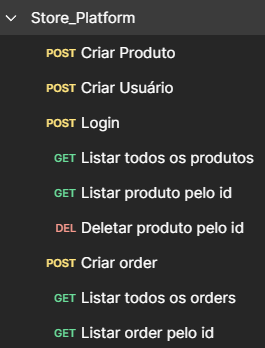 Store_Platform
POST Criar Produto
POST Criar Usuário
POST Login
GET Listar todos os produtos
GET Listar produto pelo id
DEL Deletar produto pelo id
POST Criar order
GET Listar todos os orders
GET Listar order pelo id